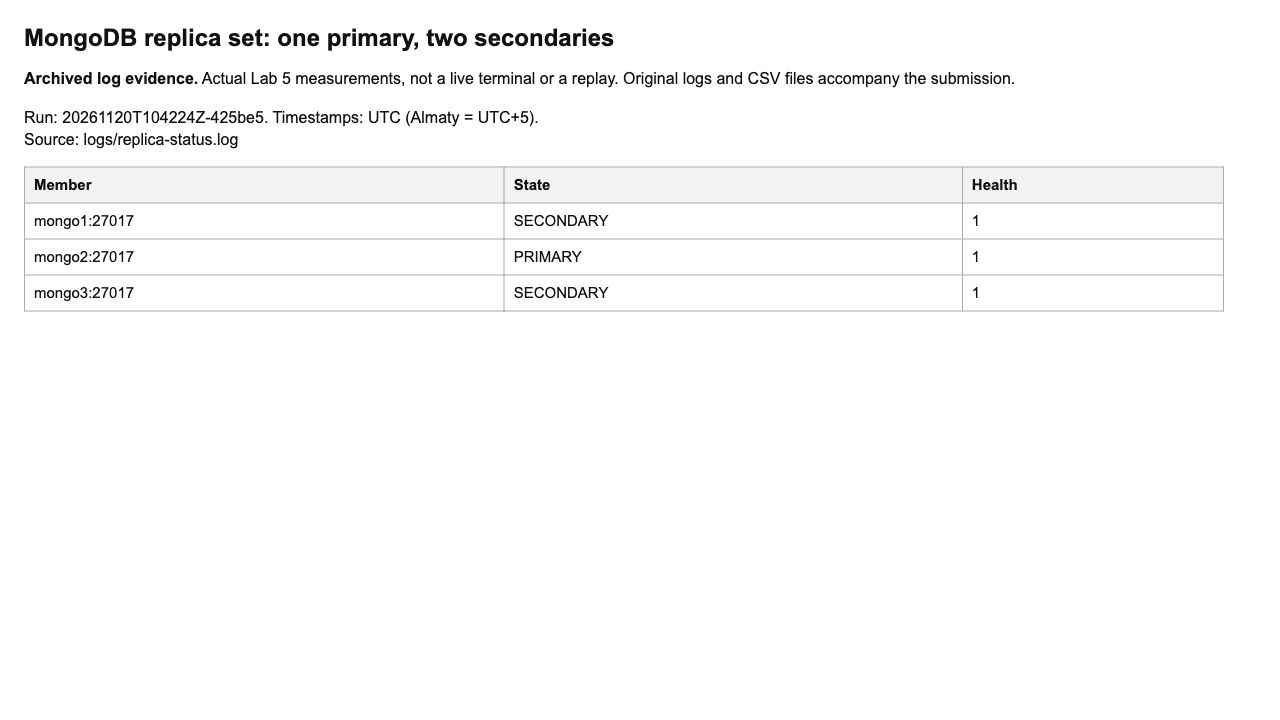 MongoDB replica set: one primary, two secondaries
Archived log evidence. Actual Lab 5 measurements, not a live terminal or a replay. Original logs and CSV files accompany the submission.
Run: 20261120T104224Z-425be5. Timestamps: UTC (Almaty = UTC+5).
Source: logs/replica-status.log
Member State Health
mongo1:27017 SECONDARY 1
mongo2:27017 PRIMARY 1
mongo3:27017 SECONDARY 1